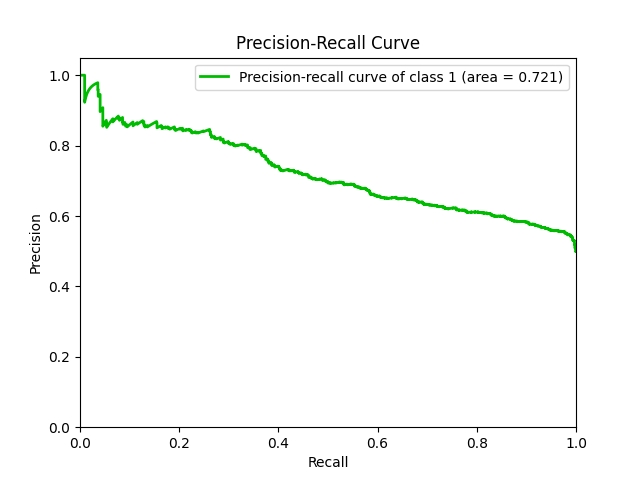 Precision-Recall Curve
Precision-recall curve of class 1 (area = 0.721)
1.0
0.8
0.6
0.4
0.2
0.0
Precision
0.0 0.2 0.4 0.6 0.8 1.0
Recall